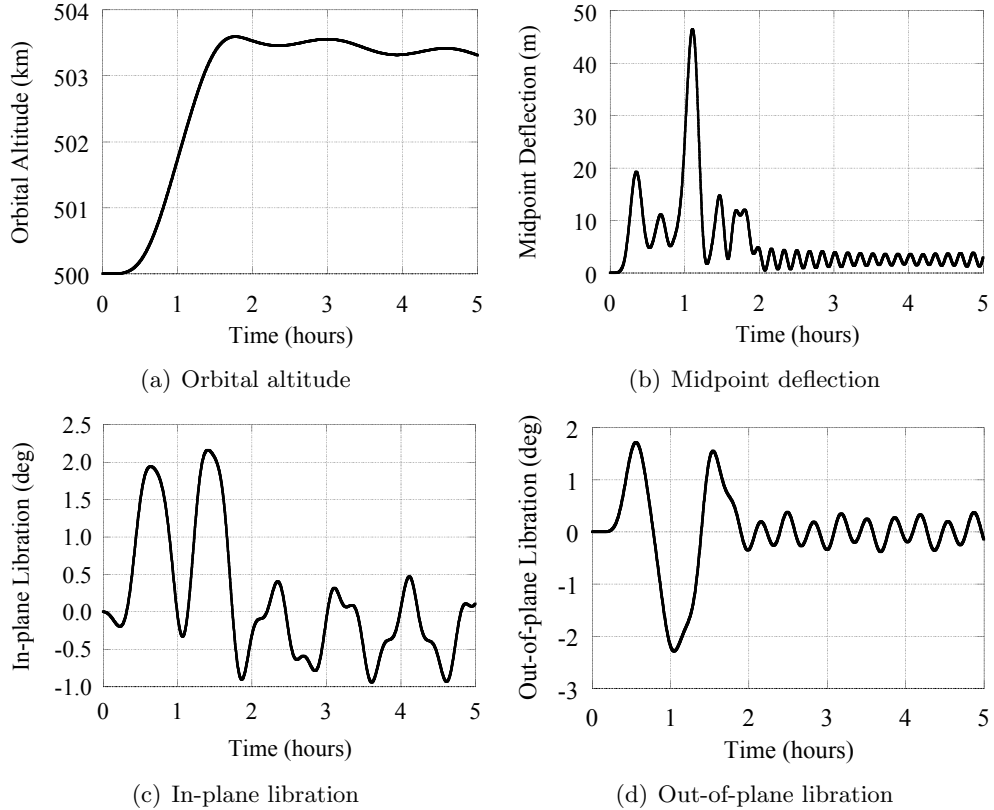 Orbital Altitude (km)
504
503
502
501
500
0 1 2 3 4 5
Time (hours)
(a) Orbital altitude
Midpoint Deflection (m)
50
40
30
20
10
0
0 1 2 3 4 5
Time (hours)
(b) Midpoint deflection
In-plane Libration (deg)
2.5
2.0
1.5
1.0
0.5
0.0
-0.5
-1.0
0 1 2 3 4 5
Time (hours)
(c) In-plane libration
Out-of-plane Libration (deg)
2
1
0
-1
-2
-3
0 1 2 3 4 5
Time (hours)
(d) Out-of-plane libration